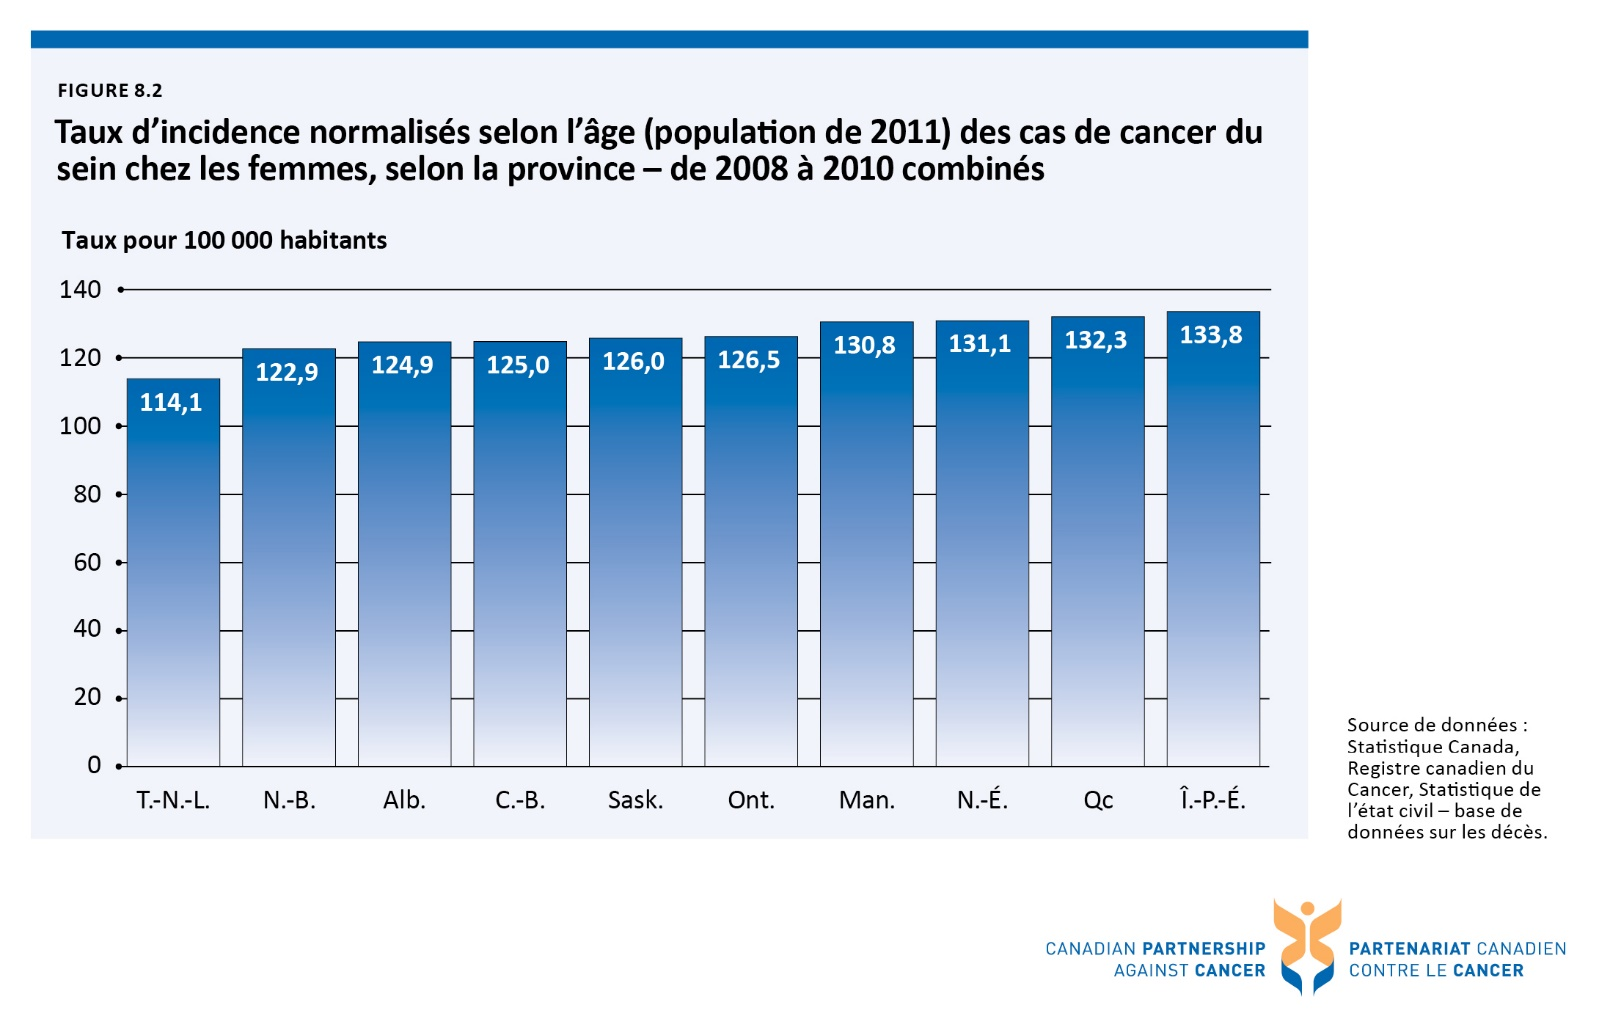 FIGURE 8.2
Taux d’incidence normalisés selon l’âge (population de 2011) des cas de cancer du
sein chez les femmes, selon la province – de 2008 à 2010 combinés
Taux pour 100 000 habitants
140
120
100
80
60
40
20
0
114,1
122,9
124,9
125,0
126,0
126,5
130,8
131,1
132,3
133,8
T.-N.-L.
N.-B.
Alb.
C.-B.
Sask.
Ont.
Man.
N.-É.
Qc
Î.-P.-É.
Source de données :
Statistique Canada,
Registre canadien du
Cancer, Statistique de
l’état civil – base de
données sur les décès.
CANADIAN PARTNERSHIP
AGAINST CANCER
PARTENARIAT CANADIEN
CONTRE LE CANCER